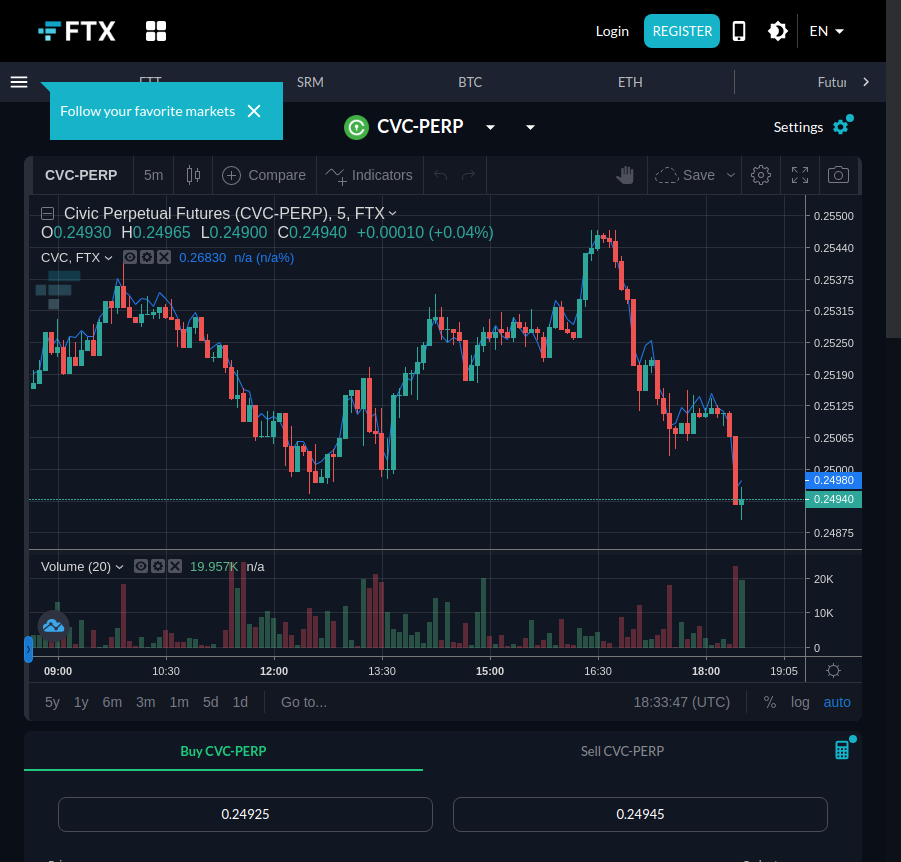 FTX
Login
REGISTER
EN
FTT
SRM
BTC
ETH
Futur
Follow your favorite markets
CVC-PERP
Settings
CVC-PERP
5m
Compare
Indicators
Save
Civic Perpetual Futures (CVC-PERP), 5, FTX
O0.24930 H0.24965 L0.24900 C0.24940 +0.00010 (+0.04%)
CVC, FTX 0.26830 n/a (n/a%)
0.25500
0.25440
0.25375
0.25315
0.25250
0.25190
0.25125
0.25065
0.25000
0.24980
0.24940
0.24875
Volume (20) 19.957K n/a
20K
10K
0
09:00 10:30 12:00 13:30 15:00 16:30 18:00 19:05
5y 1y 6m 3m 1m 5d 1d Go to... 18:33:47 (UTC) % log auto
Buy CVC-PERP
Sell CVC-PERP
0.24925
0.24945